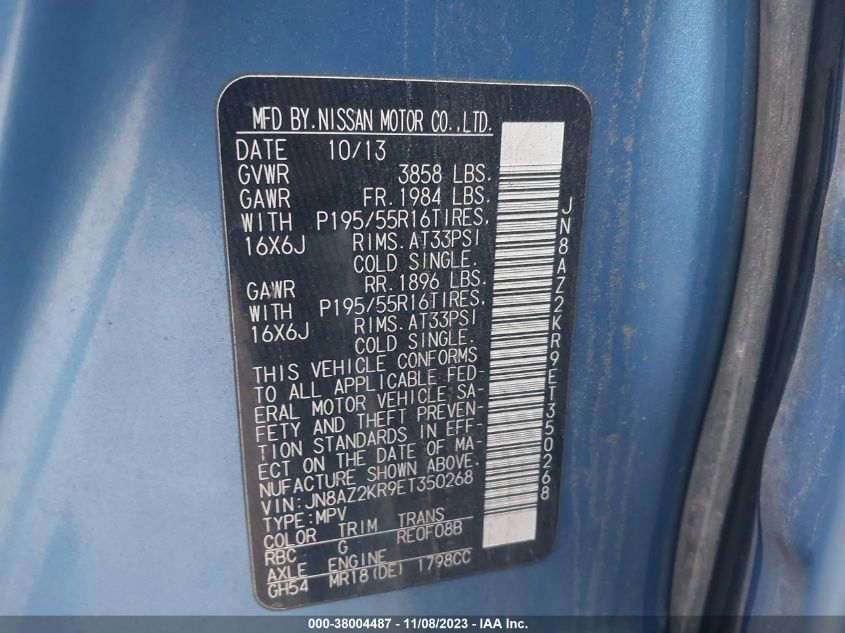 MFD BY.NISSAN MOTOR CO.,LTD.
DATE 10/13
GVWR 3858 LBS.
GAWR FR. 1984 LBS.
WITH P195/55R16TIRES,
16X6J RIMS. AT33PSI
COLD SINGLE.
GAWR RR. 1896 LBS.
WITH P195/55R16TIRES,
16X6J RIMS. AT33PSI
COLD SINGLE.
THIS VEHICLE CONFORMS
TO ALL APPLICABLE FED-
ERAL MOTOR VEHICLE SA-
FETY AND THEFT PREVEN-
TION STANDARDS IN EFF-
ECT ON THE DATE OF MA-
NUFACTURE SHOWN ABOVE.
VIN:JN8AZ2KR9ET350268
TYPE:MPV
COLOR TRIM TRANS
RBC G RE0F08B
AXLE ENGINE
GH54 MR18(DE) 1798CC
JN8AZ2KR9ET350268
000-38004487 - 11/08/2023 - IAA Inc.